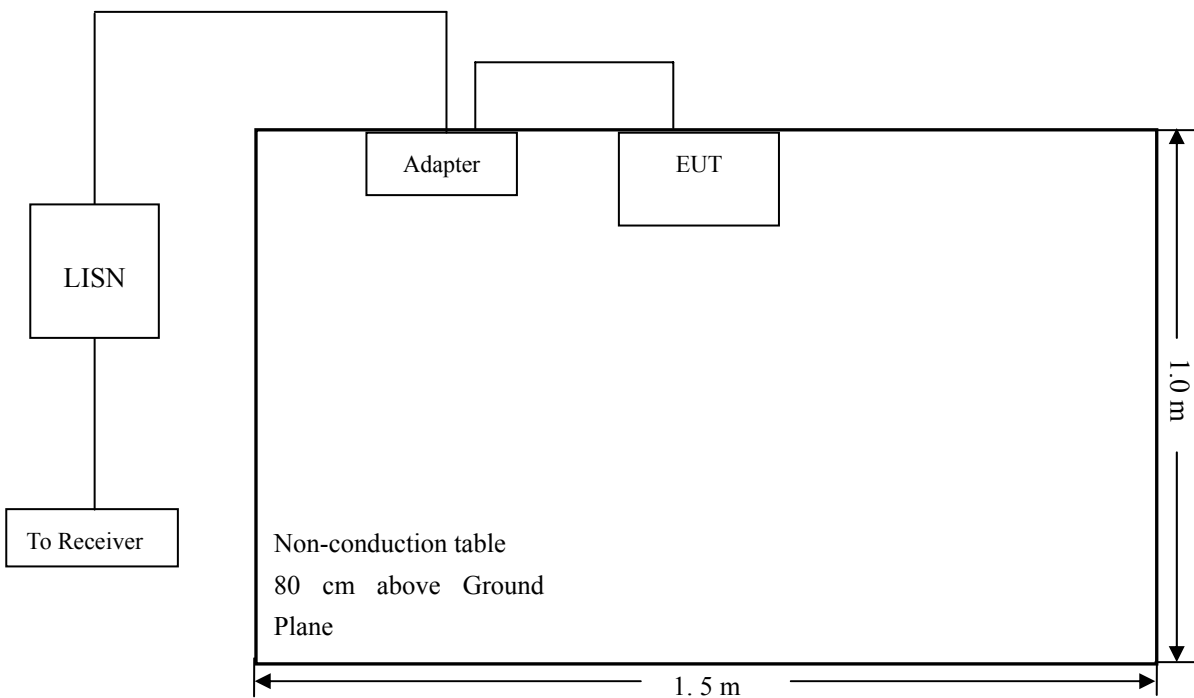 Adapter
EUT
LISN
1.0 m
To Receiver
Non-conduction table
80 cm above Ground
Plane
1. 5 m